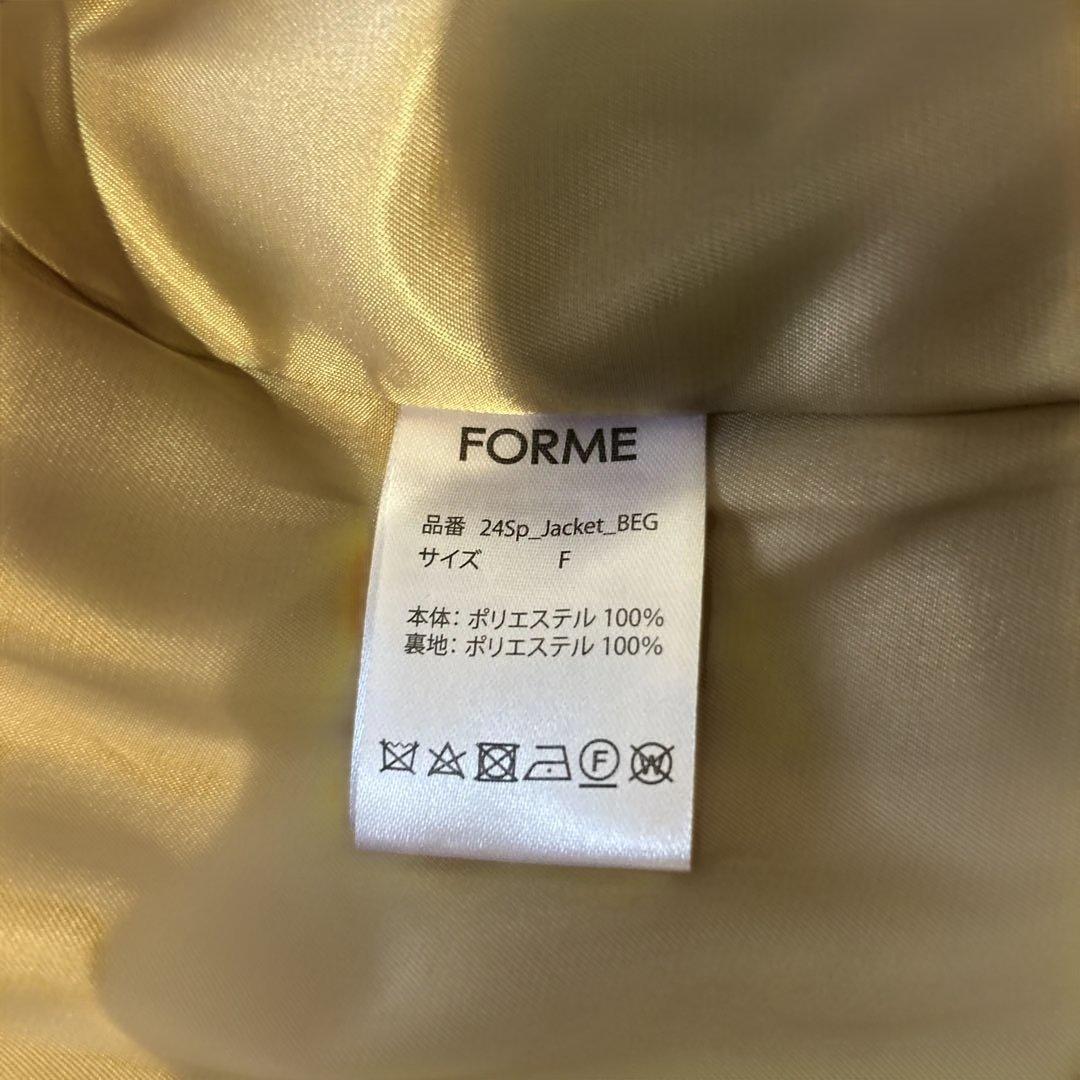 FORME
品番 24Sp_Jacket_BEG
サイズ F
本体: ポリエステル 100%
裏地: ポリエステル 100%
F W